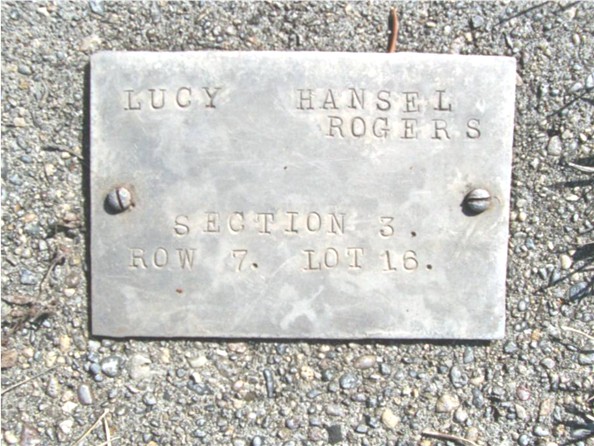 LUCY HANSEL
ROGERS
SECTION 3.
ROW 7. LOT 16.